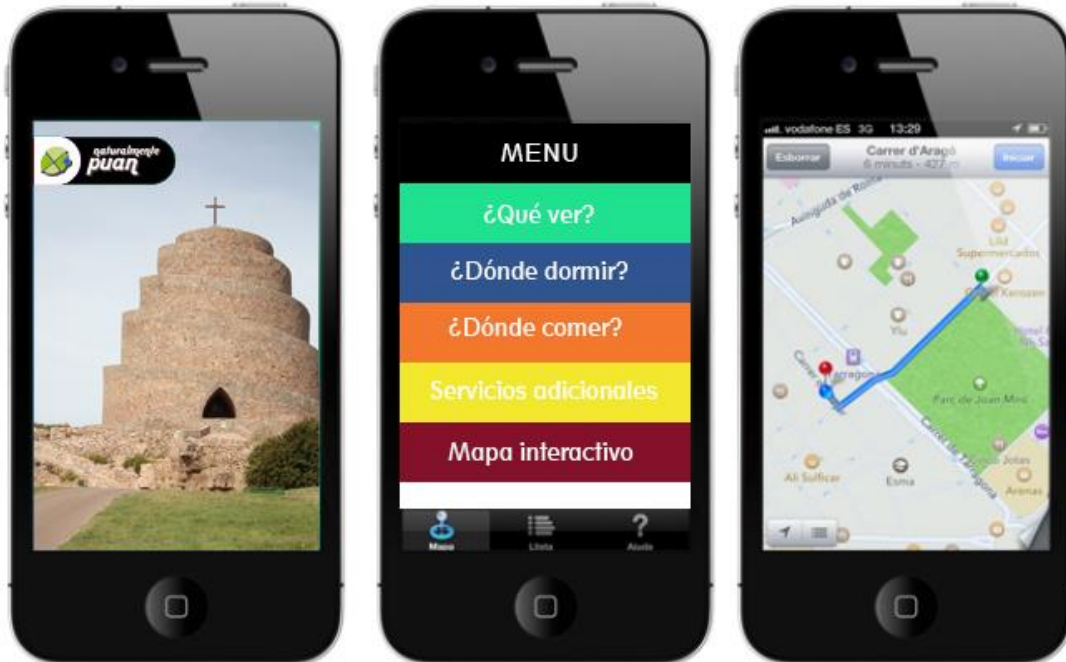 naturalmente
puan
MENU
¿Qué ver?
¿Dónde dormir?
¿Dónde comer?
Servicios adicionales
Mapa interactivo
Mapa
Llista
Ajuda
vodafone ES 3G 13:29
Esborrar
Carrer d'Aragó
6 minuts - 427 m
Iniciar
Avinguda de Roma
Lidl
Supermercados
Ylu
Tarragona
Parc de Joan Miró
Carrer de Tarragona
Jotas
Ali Sulficar
Esma
Arenas